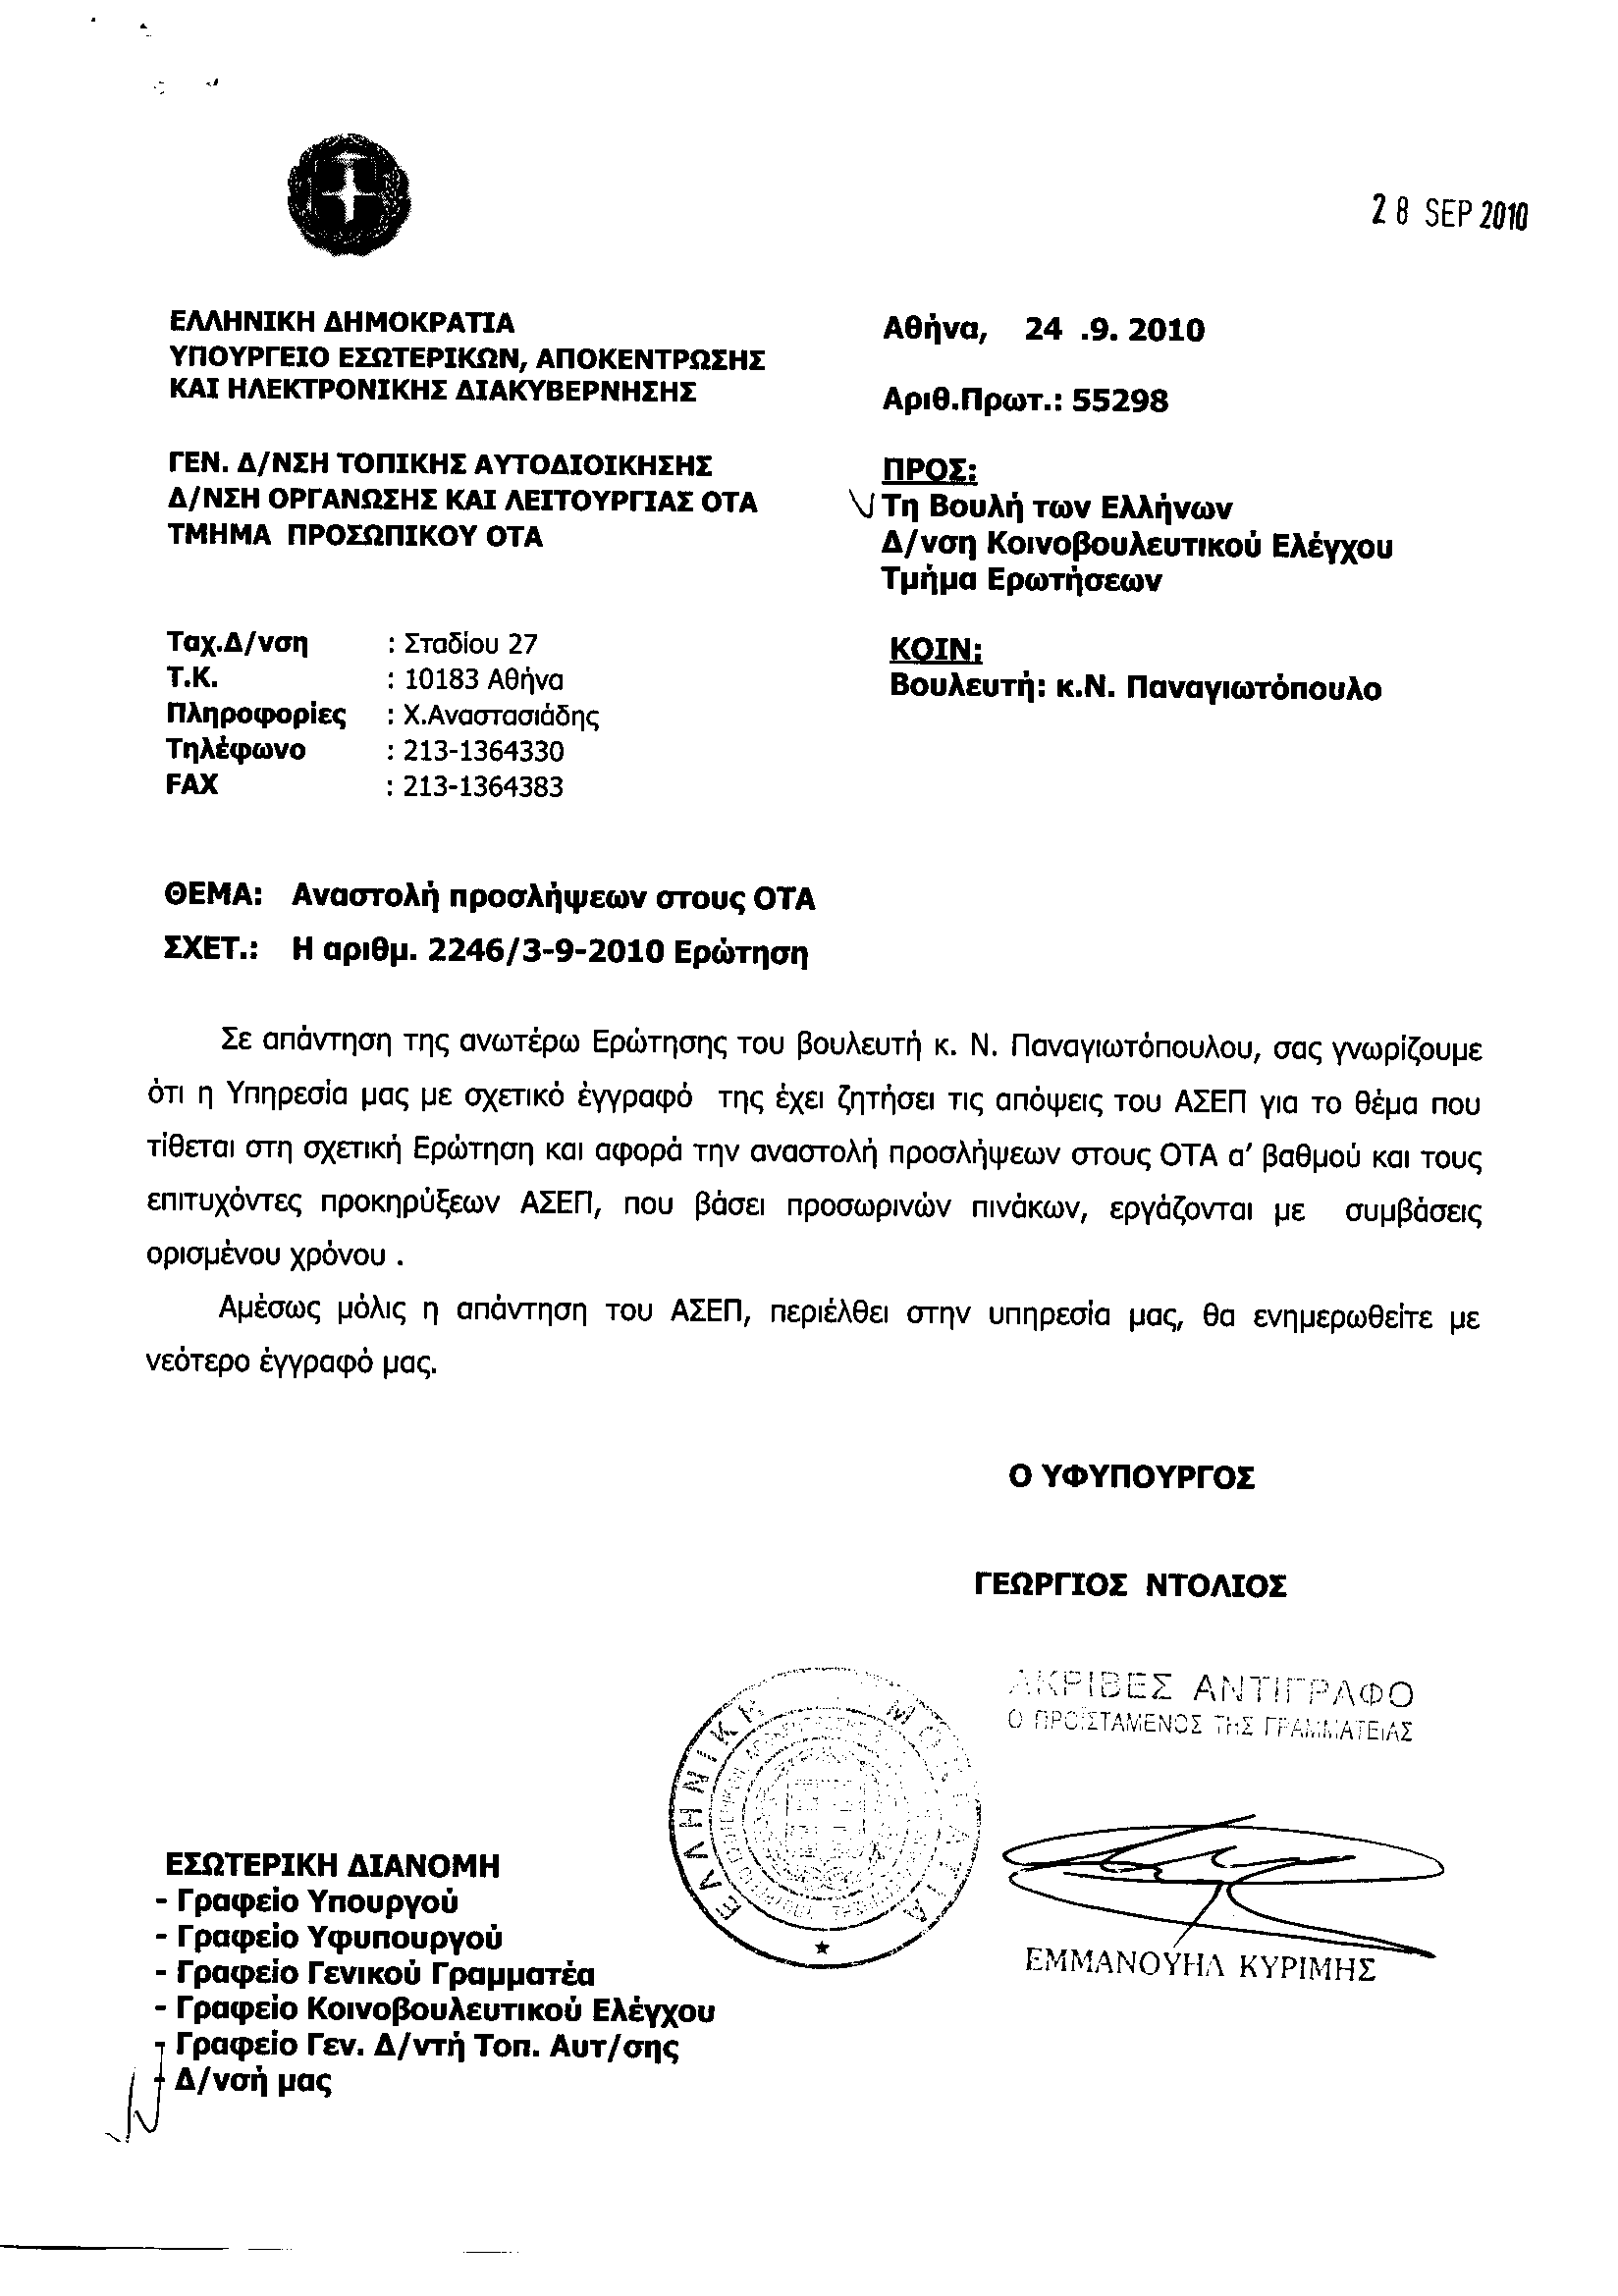 28 SEP 2010
ΕΛΛΗΝΙΚΗ ΔΗΜΟΚΡΑΤΙΑ
ΥΠΟΥΡΓΕΙΟ ΕΣΩΤΕΡΙΚΩΝ, ΑΠΟΚΕΝΤΡΩΣΗΣ
ΚΑΙ ΗΛΕΚΤΡΟΝΙΚΗΣ ΔΙΑΚΥΒΕΡΝΗΣΗΣ
ΓΕΝ. Δ/ΝΣΗ ΤΟΠΙΚΗΣ ΑΥΤΟΔΙΟΙΚΗΣΗΣ
Δ/ΝΣΗ ΟΡΓΑΝΩΣΗΣ ΚΑΙ ΛΕΙΤΟΥΡΓΙΑΣ ΟΤΑ
ΤΜΗΜΑ ΠΡΟΣΩΠΙΚΟΥ ΟΤΑ
Ταχ.Δ/νση : Σταδίου 27
Τ.Κ. : 10183 Αθήνα
Πληροφορίες : Χ.Αναστασιάδης
Τηλέφωνο : 213-1364330
FAX : 213-1364383
Αθήνα, 24 .9. 2010
Αριθ.Πρωτ.: 55298
ΠΡΟΣ:
Τη Βουλή των Ελλήνων
Δ/νση Κοινοβουλευτικού Ελέγχου
Τμήμα Ερωτήσεων
ΚΟΙΝ:
Βουλευτή: κ.Ν. Παναγιωτόπουλο
ΘΕΜΑ: Αναστολή προσλήψεων στους ΟΤΑ
ΣΧΕΤ.: Η αριθμ. 2246/3-9-2010 Ερώτηση
Σε απάντηση της ανωτέρω Ερώτησης του βουλευτή κ. Ν. Παναγιωτόπουλου, σας γνωρίζουμε
ότι η Υπηρεσία μας με σχετικό έγγραφό της έχει ζητήσει τις απόψεις του ΑΣΕΠ για το θέμα που
τίθεται στη σχετική Ερώτηση και αφορά την αναστολή προσλήψεων στους ΟΤΑ α' βαθμού και τους
επιτυχόντες προκηρύξεων ΑΣΕΠ, που βάσει προσωρινών πινάκων, εργάζονται με συμβάσεις
ορισμένου χρόνου .
Αμέσως μόλις η απάντηση του ΑΣΕΠ, περιέλθει στην υπηρεσία μας, θα ενημερωθείτε με
νεότερο έγγραφό μας.
Ο ΥΦΥΠΟΥΡΓΟΣ
ΓΕΩΡΓΙΟΣ ΝΤΟΛΙΟΣ
ΑΚΡΙΒΕΣ ΑΝΤΙΓΡΑΦΟ
Ο ΠΡΟΪΣΤΑΜΕΝΟΣ ΤΗΣ ΓΡΑΜΜΑΤΕΙΑΣ
ΕΛΛΗΝΙΚΗ
ΕΜΜΑΝΟΥΗΛ ΚΥΡΙΜΗΣ
ΕΣΩΤΕΡΙΚΗ ΔΙΑΝΟΜΗ
- Γραφείο Υπουργού
- Γραφείο Υφυπουργού
- Γραφείο Γενικού Γραμματέα
- Γραφείο Κοινοβουλευτικού Ελέγχου
- Γραφείο Γεν. Δ/ντή Τοπ. Αυτ/σης
- Δ/νσή μας